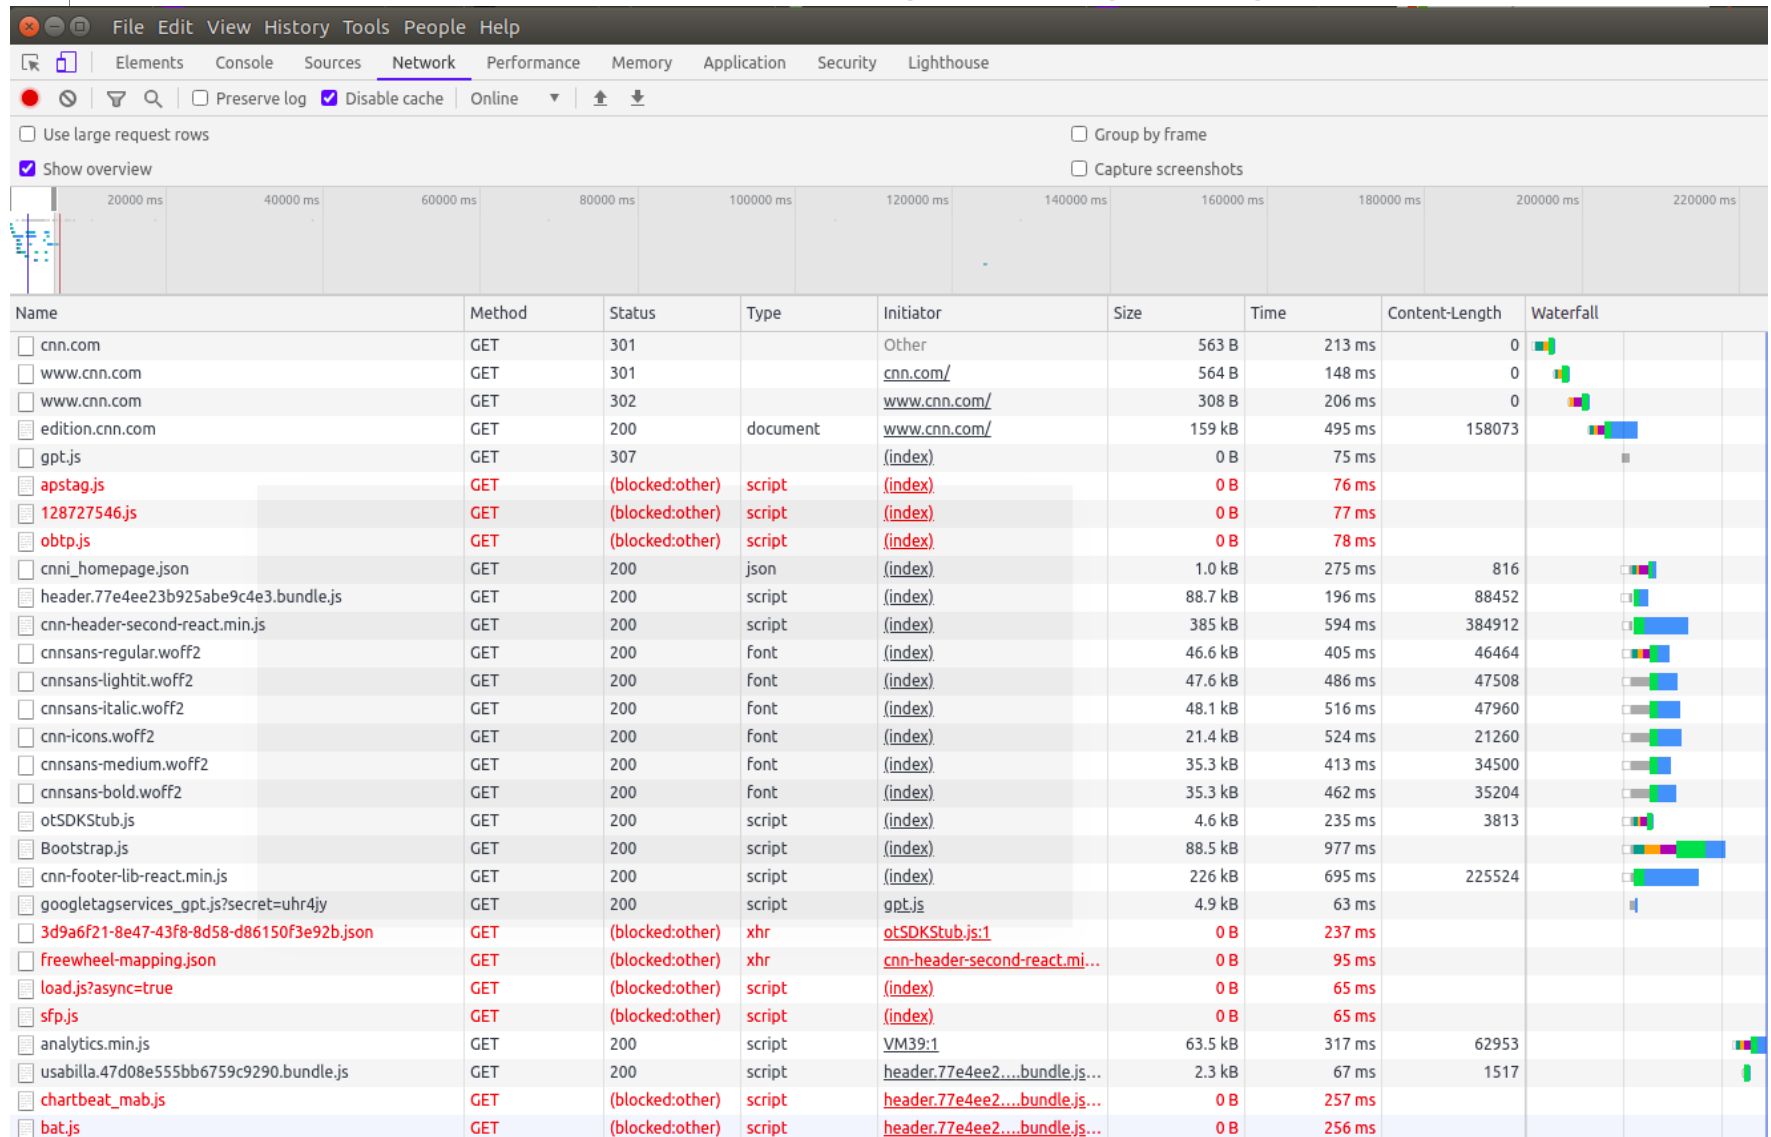 File Edit View History Tools People Help
Elements Console Sources Network Performance Memory Application Security Lighthouse
Preserve log Disable cache Online
Use large request rows Group by frame
Show overview Capture screenshots
20000 ms 40000 ms 60000 ms 80000 ms 100000 ms 120000 ms 140000 ms 160000 ms 180000 ms 200000 ms 220000 ms
Name Method Status Type Initiator Size Time Content-Length Waterfall
cnn.com GET 301 Other 563 B 213 ms 0
www.cnn.com GET 301 cnn.com/ 564 B 148 ms 0
www.cnn.com GET 302 www.cnn.com/ 308 B 206 ms 0
edition.cnn.com GET 200 document www.cnn.com/ 159 kB 495 ms 158073
gpt.js GET 307 (index) 0 B 75 ms
apstag.js GET (blocked:other) script (index) 0 B 76 ms
128727546.js GET (blocked:other) script (index) 0 B 77 ms
obtp.js GET (blocked:other) script (index) 0 B 78 ms
cnni_homepage.json GET 200 json (index) 1.0 kB 275 ms 816
header.77e4ee23b925abe9c4e3.bundle.js GET 200 script (index) 88.7 kB 196 ms 88452
cnn-header-second-react.min.js GET 200 script (index) 385 kB 594 ms 384912
cnnsans-regular.woff2 GET 200 font (index) 46.6 kB 405 ms 46464
cnnsans-lightit.woff2 GET 200 font (index) 47.6 kB 486 ms 47508
cnnsans-italic.woff2 GET 200 font (index) 48.1 kB 516 ms 47960
cnn-icons.woff2 GET 200 font (index) 21.4 kB 524 ms 21260
cnnsans-medium.woff2 GET 200 font (index) 35.3 kB 413 ms 34500
cnnsans-bold.woff2 GET 200 font (index) 35.3 kB 462 ms 35204
otSDKStub.js GET 200 script (index) 4.6 kB 235 ms 3813
Bootstrap.js GET 200 script (index) 88.5 kB 977 ms
cnn-footer-lib-react.min.js GET 200 script (index) 226 kB 695 ms 225524
googletagservices_gpt.js?secret=uhr4jy GET 200 script gpt.js 4.9 kB 63 ms
3d9a6f21-8e47-43f8-8d58-d86150f3e92b.json GET (blocked:other) xhr otSDKStub.js:1 0 B 237 ms
freewheel-mapping.json GET (blocked:other) xhr cnn-header-second-react.mi... 0 B 95 ms
load.js?async=true GET (blocked:other) script (index) 0 B 65 ms
sfp.js GET (blocked:other) script (index) 0 B 65 ms
analytics.min.js GET 200 script VM39:1 63.5 kB 317 ms 62953
usabilla.47d08e555bb6759c9290.bundle.js GET 200 script header.77e4ee2....bundle.js... 2.3 kB 67 ms 1517
chartbeat_mab.js GET (blocked:other) script header.77e4ee2....bundle.js... 0 B 257 ms
bat.js GET (blocked:other) script header.77e4ee2....bundle.js... 0 B 256 ms